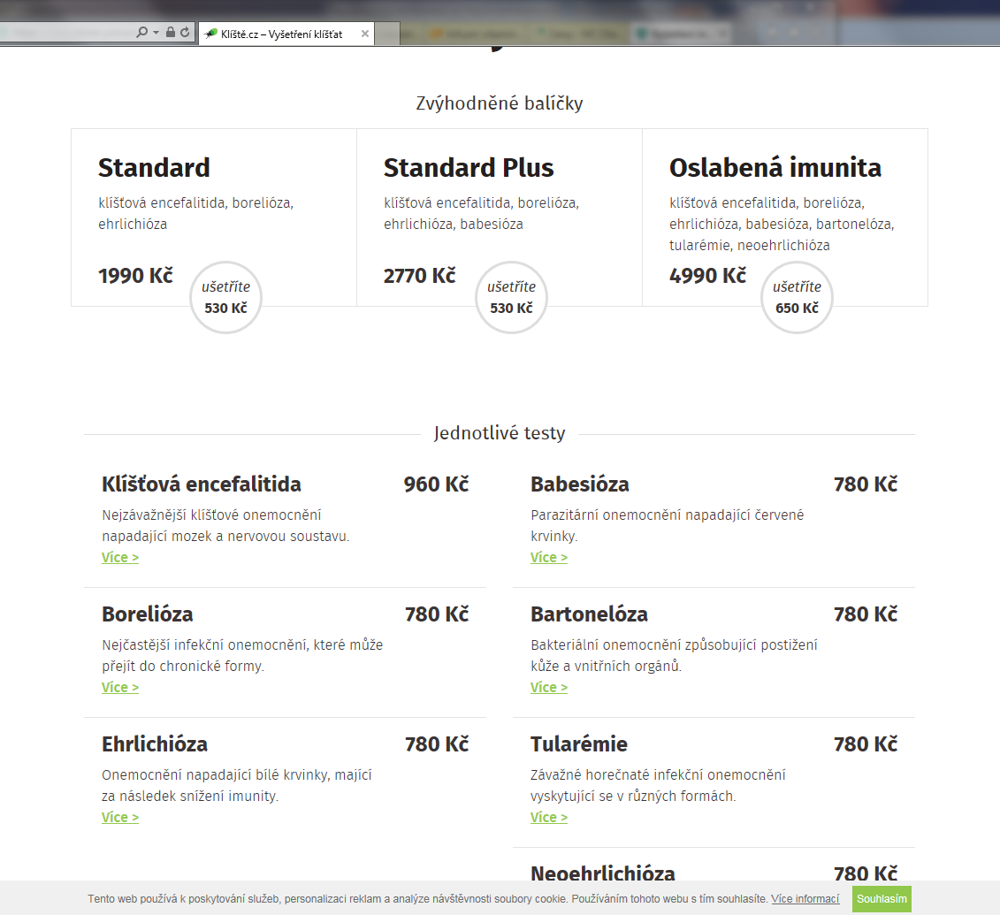 Klíště.cz – Vyšetření klíšťat
Zvýhodněné balíčky
Standard
klíšťová encefalitida, borelióza,
ehrlichióza
1990 Kč
ušetříte
530 Kč
Standard Plus
klíšťová encefalitida, borelióza,
ehrlichióza, babesióza
2770 Kč
ušetříte
530 Kč
Oslabená imunita
klíšťová encefalitida, borelióza,
ehrlichióza, babesióza, bartonelóza,
tularémie, neoehrlichióza
4990 Kč
ušetříte
650 Kč
Jednotlivé testy
Klíšťová encefalitida 960 Kč
Nejzávažnější klíšťové onemocnění
napadající mozek a nervovou soustavu.
Více >
Babesióza 780 Kč
Parazitární onemocnění napadající červené
krvinky.
Více >
Borelióza 780 Kč
Nejčastější infekční onemocnění, které může
přejít do chronické formy.
Více >
Bartonelóza 780 Kč
Bakteriální onemocnění způsobující postižení
kůže a vnitřních orgánů.
Více >
Ehrlichióza 780 Kč
Onemocnění napadající bílé krvinky, mající
za následek snížení imunity.
Více >
Tularémie 780 Kč
Závažné horečnaté infekční onemocnění
vyskytující se v různých formách.
Více >
Neoehrlichióza 780 Kč
Tento web používá k poskytování služeb, personalizaci reklam a analýze návštěvnosti soubory cookie. Používáním tohoto webu s tím souhlasíte. Více informací Souhlasím